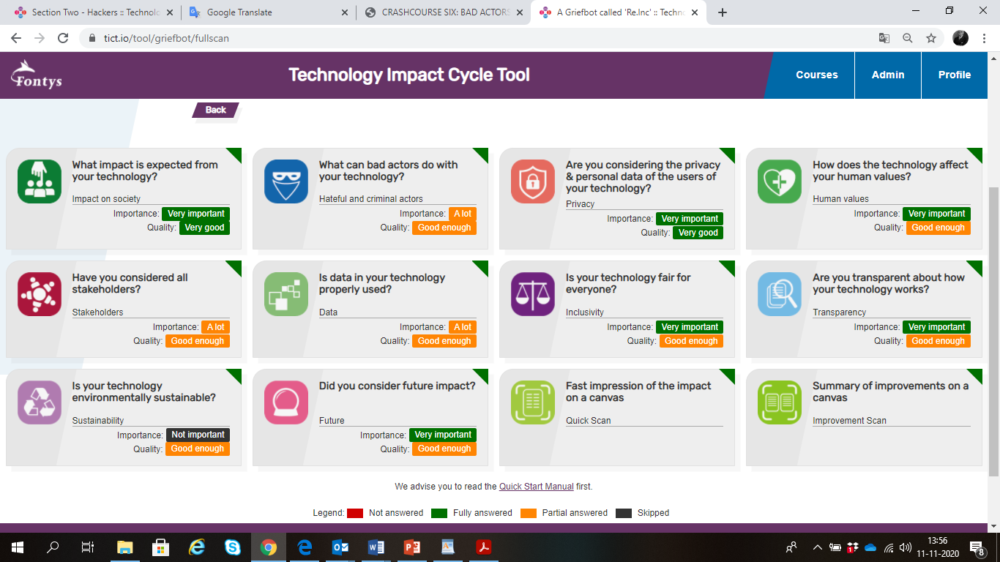 Section Two - Hackers :: Technolo
Google Translate
CRASHCOURSE SIX: BAD ACTORS
A Griefbot called 'Re.Inc' :: Techno
tict.io/tool/griefbot/fullscan
Fontys
Technology Impact Cycle Tool
Courses
Admin
Profile
Back
What impact is expected from
your technology?
Impact on society
Importance: Very important
Quality: Very good
What can bad actors do with
your technology?
Hateful and criminal actors
Importance: A lot
Quality: Good enough
Are you considering the privacy
& personal data of the users of
your technology?
Privacy
Importance: Very important
Quality: Very good
How does the technology affect
your human values?
Human values
Importance: Very important
Quality: Good enough
Have you considered all
stakeholders?
Stakeholders
Importance: A lot
Quality: Good enough
Is data in your technology
properly used?
Data
Importance: A lot
Quality: Good enough
Is your technology fair for
everyone?
Inclusivity
Importance: Very important
Quality: Good enough
Are you transparent about how
your technology works?
Transparency
Importance: Very important
Quality: Good enough
Is your technology
environmentally sustainable?
Sustainability
Importance: Not important
Quality: Good enough
Did you consider future impact?
Future
Importance: Very important
Quality: Good enough
Fast impression of the impact
on a canvas
Quick Scan
Summary of improvements on a
canvas
Improvement Scan
We advise you to read the Quick Start Manual first.
Legend: Not answered Fully answered Partial answered Skipped
13:56
11-11-2020
8